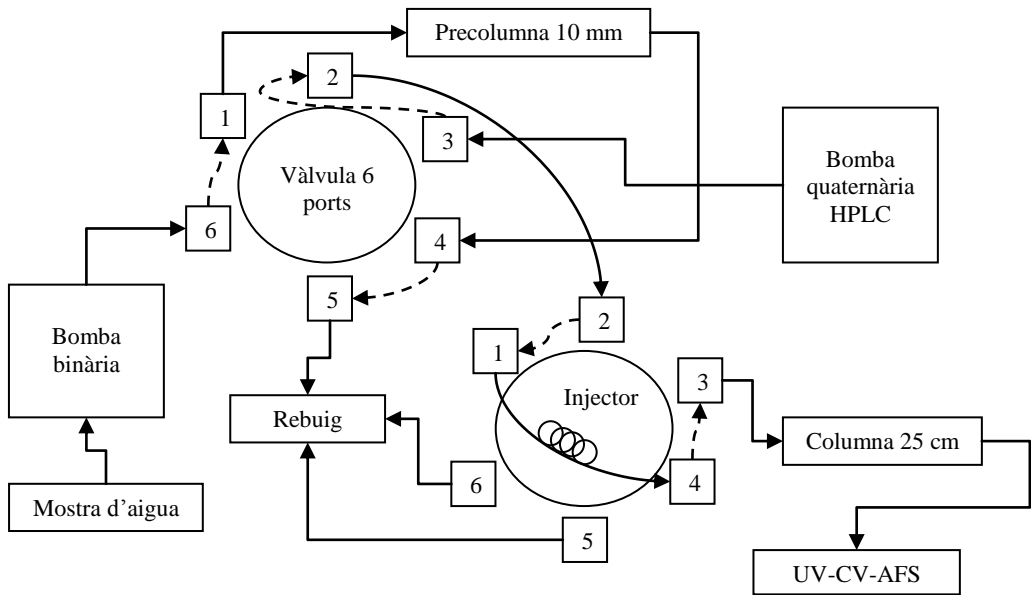 Precolumna 10 mm
2
1
3
Vàlvula 6
ports
Bomba
quaternària
HPLC
6
4
5
Bomba
binària
2
1
Injector
3
Rebuig
Columna 25 cm
6
4
Mostra d’aigua
5
UV-CV-AFS